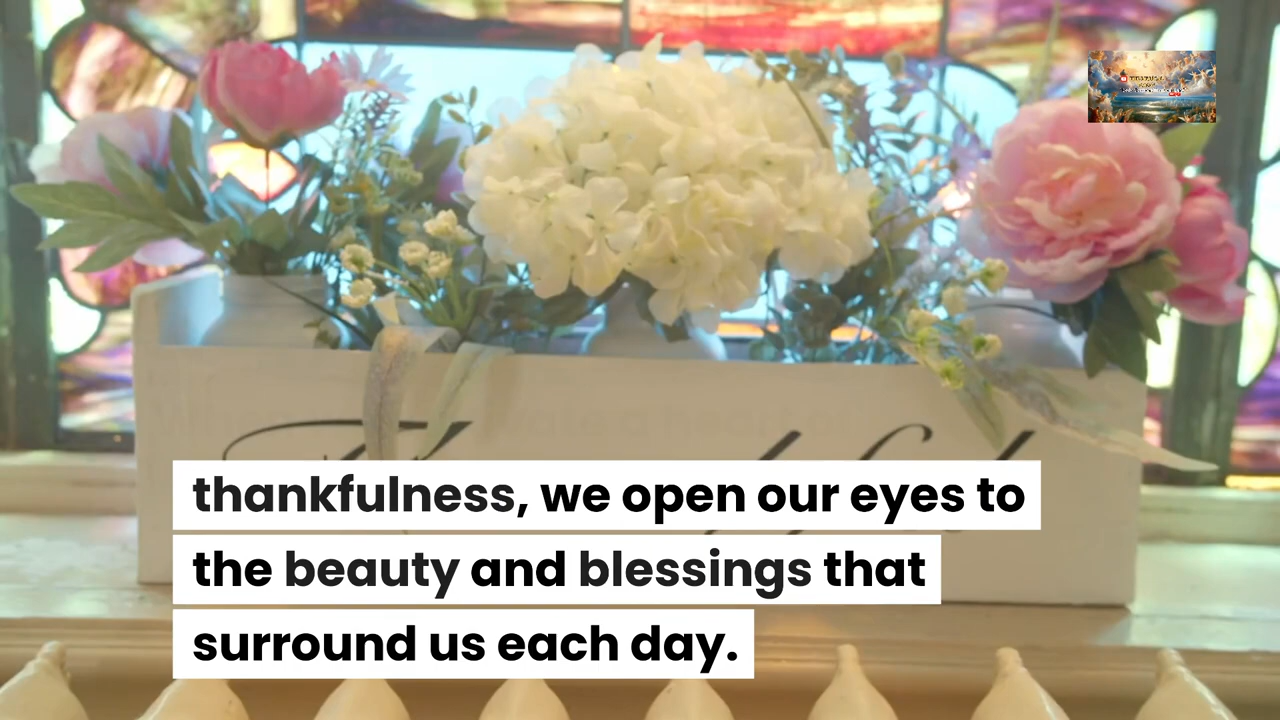 thankfulness, we open our eyes to
the beauty and blessings that
surround us each day.